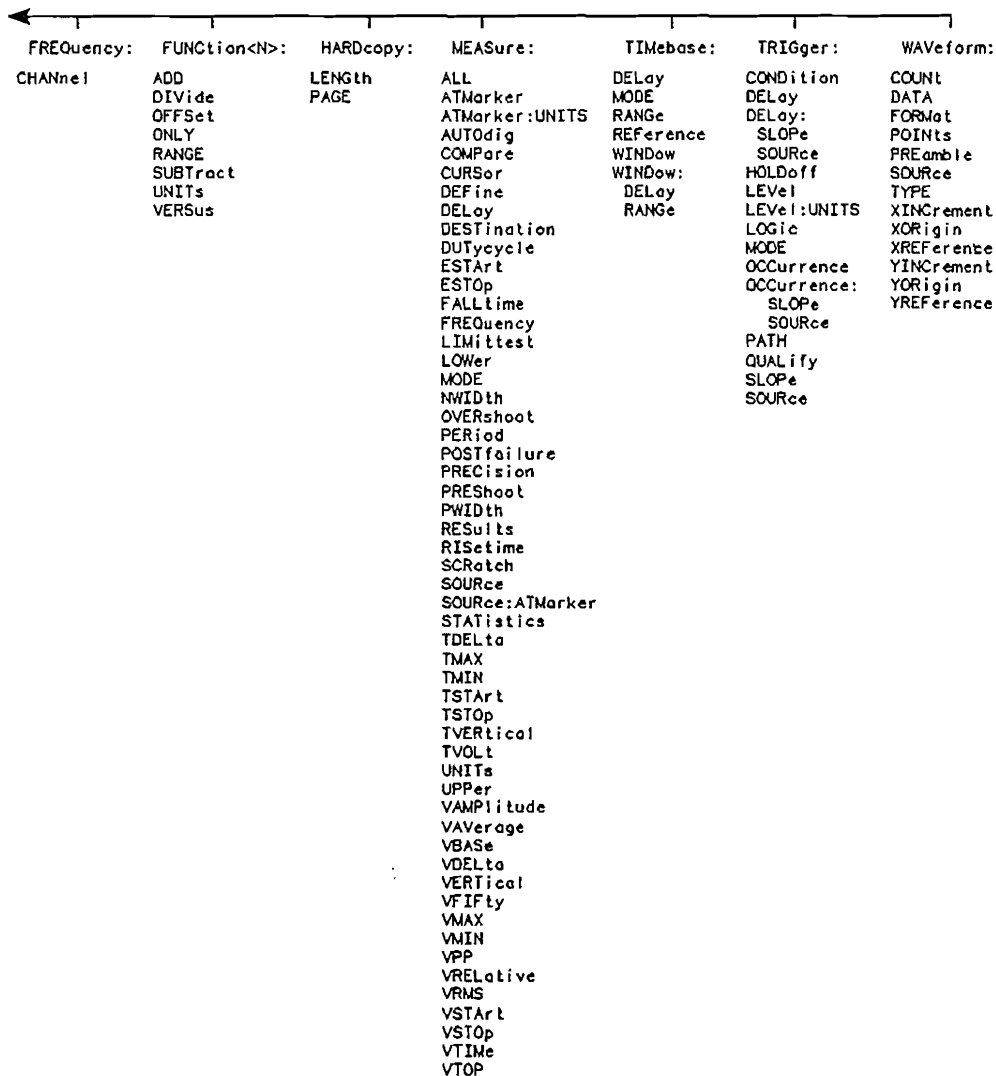 FREQuency:
CHANnel
FUNCtion<N>:
ADD
DIVide
OFFSet
ONLY
RANGE
SUBTract
UNITs
VERSus
HARDcopy:
LENGth
PAGE
MEASure:
ALL
ATMarker
ATMarker:UNITS
AUTOdig
COMPare
CURSor
DEFine
DELay
DESTination
DUTycycle
ESTArt
ESTOp
FALLtime
FREQuency
LIMittest
LOWer
MODE
NWIDth
OVERshoot
PERiod
POSTfailure
PRECision
PREShoot
PWIDth
RESults
RISetime
SCRatch
SOURce
SOURce:ATMarker
STATistics
TDELta
TMAX
TMIN
TSTArt
TSTOp
TVERtical
TVOLt
UNITs
UPPer
VAMPlitude
VAVerage
VBASe
VDELta
VERTical
VFIFty
VMAX
VMIN
VPP
VRELative
VRMS
VSTArt
VSTOp
VTIMe
VTOP
TIMebase:
DELay
MODE
RANGe
REFerence
WINDow
WINDow:
DELay
RANGe
TRIGger:
CONDition
DELay
DELay:
SLOPe
SOURce
HOLDoff
LEVel
LEVel:UNITS
LOGic
MODE
OCCurrence
OCCurrence:
SLOPe
SOURce
PATH
QUALify
SLOPe
SOURce
WAVeform:
COUNt
DATA
FORMat
POINts
PREamble
SOURce
TYPE
XINCrement
XORigin
XREFerence
YINCrement
YORigin
YREFerence